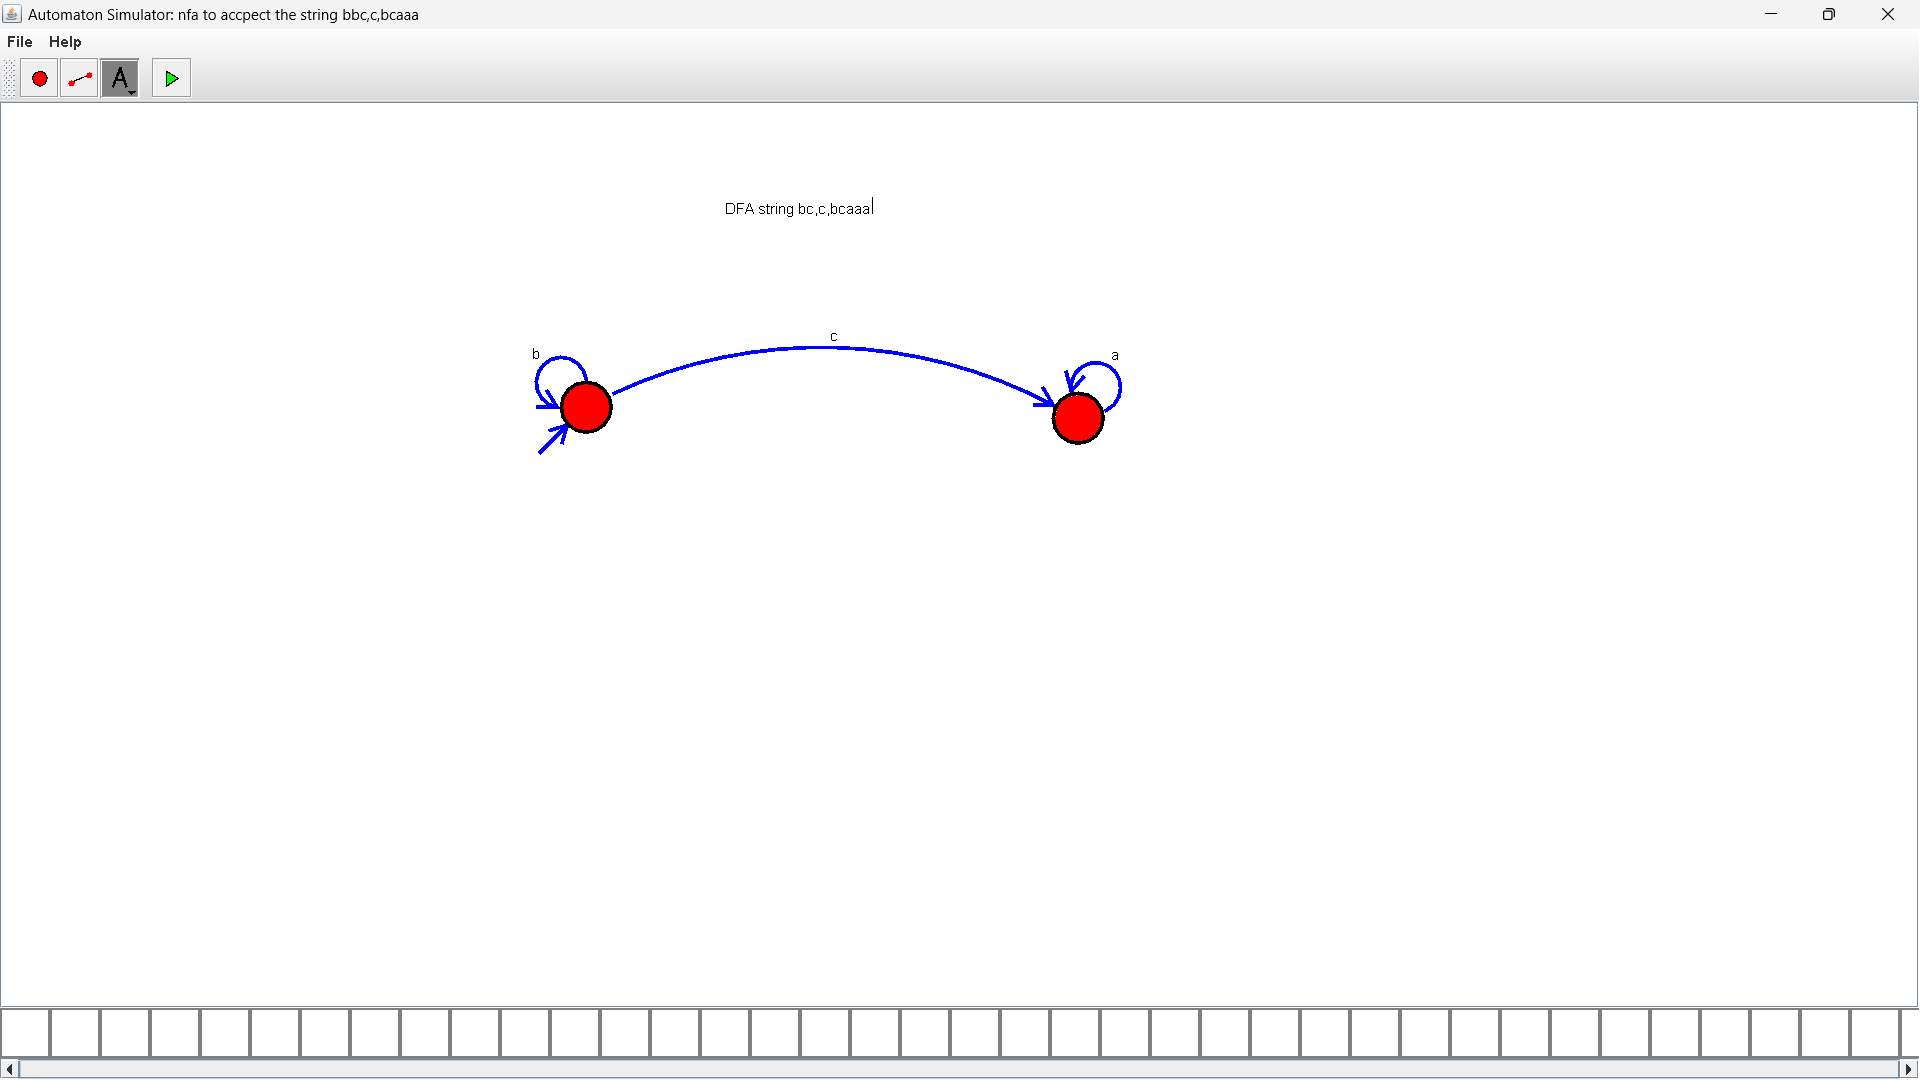 Automaton Simulator: nfa to accpect the string bbc,c,bcaaa
File Help
A
DFA string bc,c,bcaaa
c
b
a